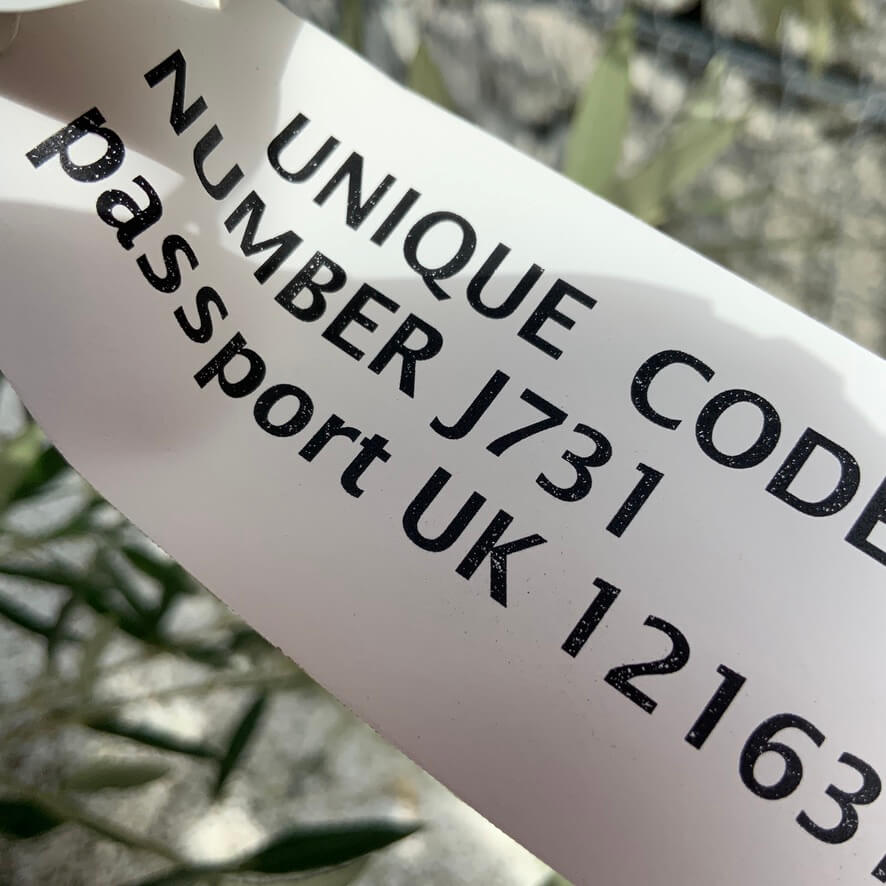 UNIQUE CODE
NUMBER J731
passport UK 12163